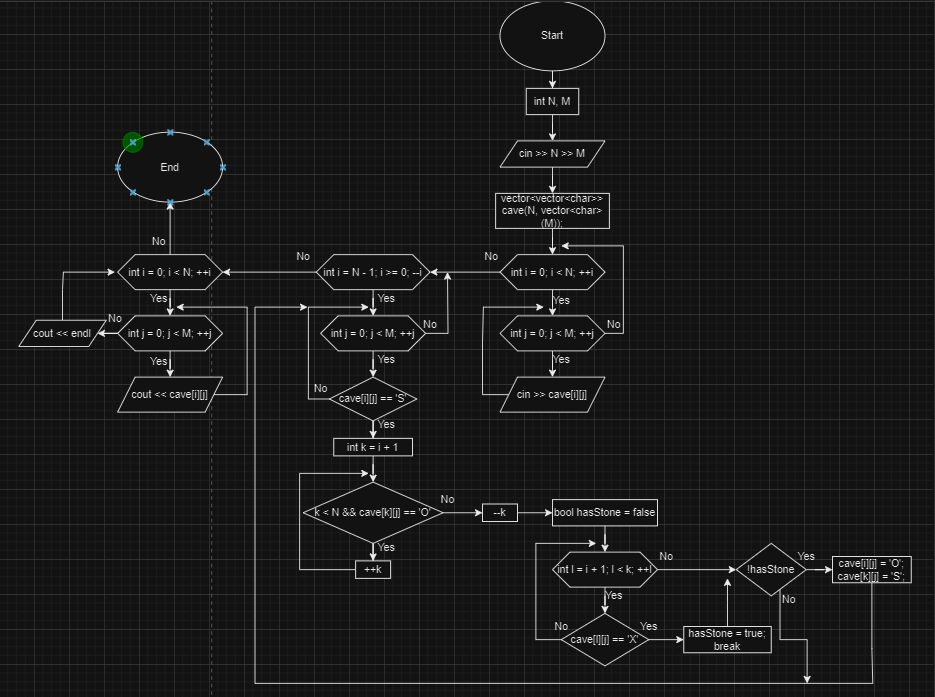 Start
int N, M
cin >> N >> M
vector<vector<char>>
cave(N, vector<char>
(M));
End
No
int i = 0; i < N; ++i
Yes
No
int i = N - 1; i >= 0; --i
Yes
No
int i = 0; i < N; ++i
Yes
cout << endl
No
int j = 0; j < M; ++j
Yes
int j = 0; j < M; ++j
No
Yes
int j = 0; j < M; ++j
No
Yes
cout << cave[i][j]
No
cave[i][j] == 'S'
Yes
cin >> cave[i][j]
int k = i + 1
k < N && cave[k][j] == 'O'
No
Yes
--k
bool hasStone = false
++k
int l = i + 1; l < k; ++l
No
Yes
!hasStone
Yes
No
cave[i][j] = 'O';
cave[k][j] = 'S';
No
cave[l][j] == 'X'
Yes
hasStone = true;
break